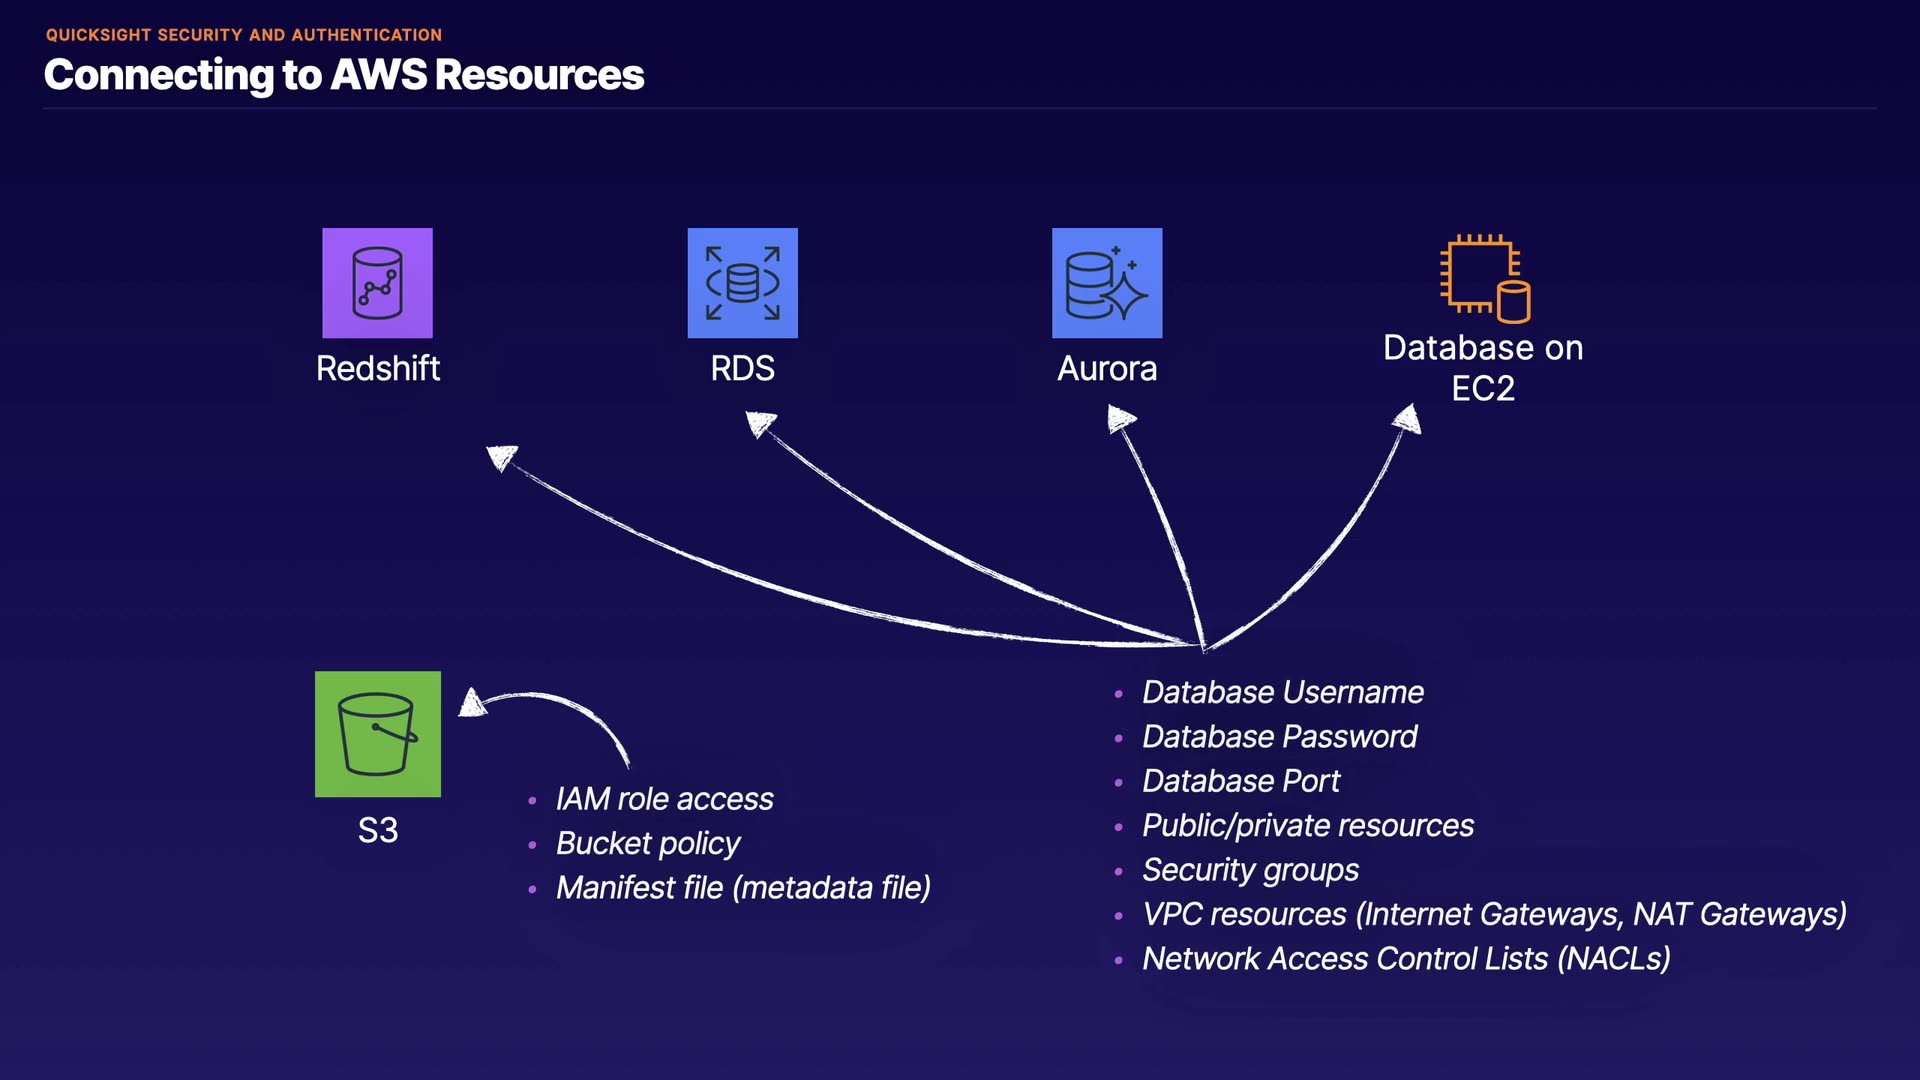 QUICKSIGHT SECURITY AND AUTHENTICATION
Connecting to AWS Resources
Redshift
RDS
Aurora
Database on
EC2
S3
• IAM role access
• Bucket policy
• Manifest file (metadata file)
• Database Username
• Database Password
• Database Port
• Public/private resources
• Security groups
• VPC resources (Internet Gateways, NAT Gateways)
• Network Access Control Lists (NACLs)